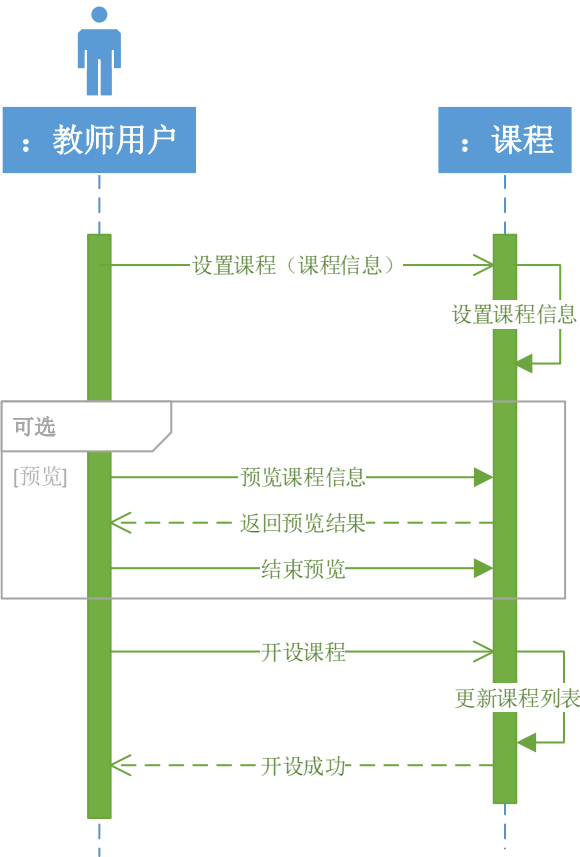 ：教师用户
：课程
设置课程（课程信息）
设置课程信息
可选
[预览]
预览课程信息
返回预览结果
结束预览
开设课程
更新课程列表
开设成功